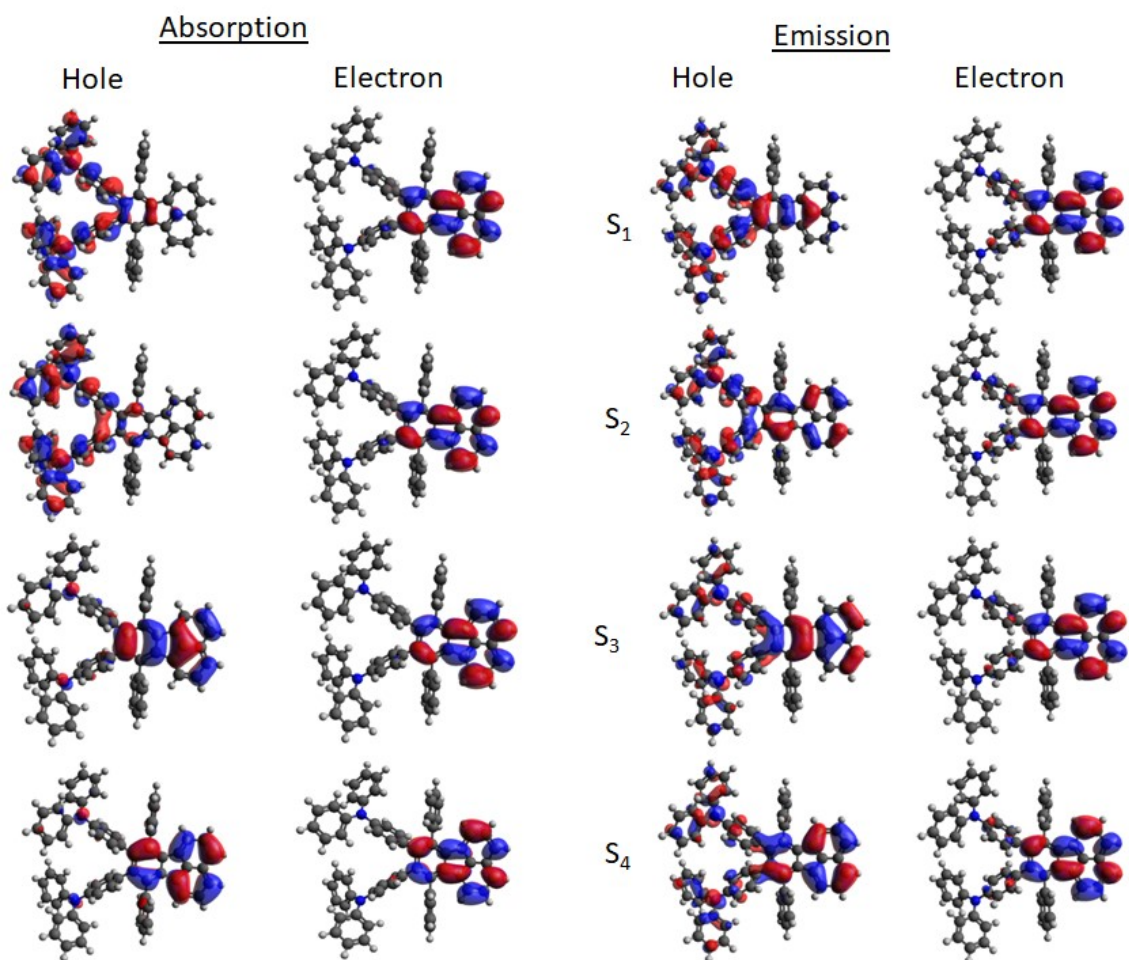 Absorption
Emission
Hole
Electron
Hole
Electron
S₁
S₂
S₃
S₄